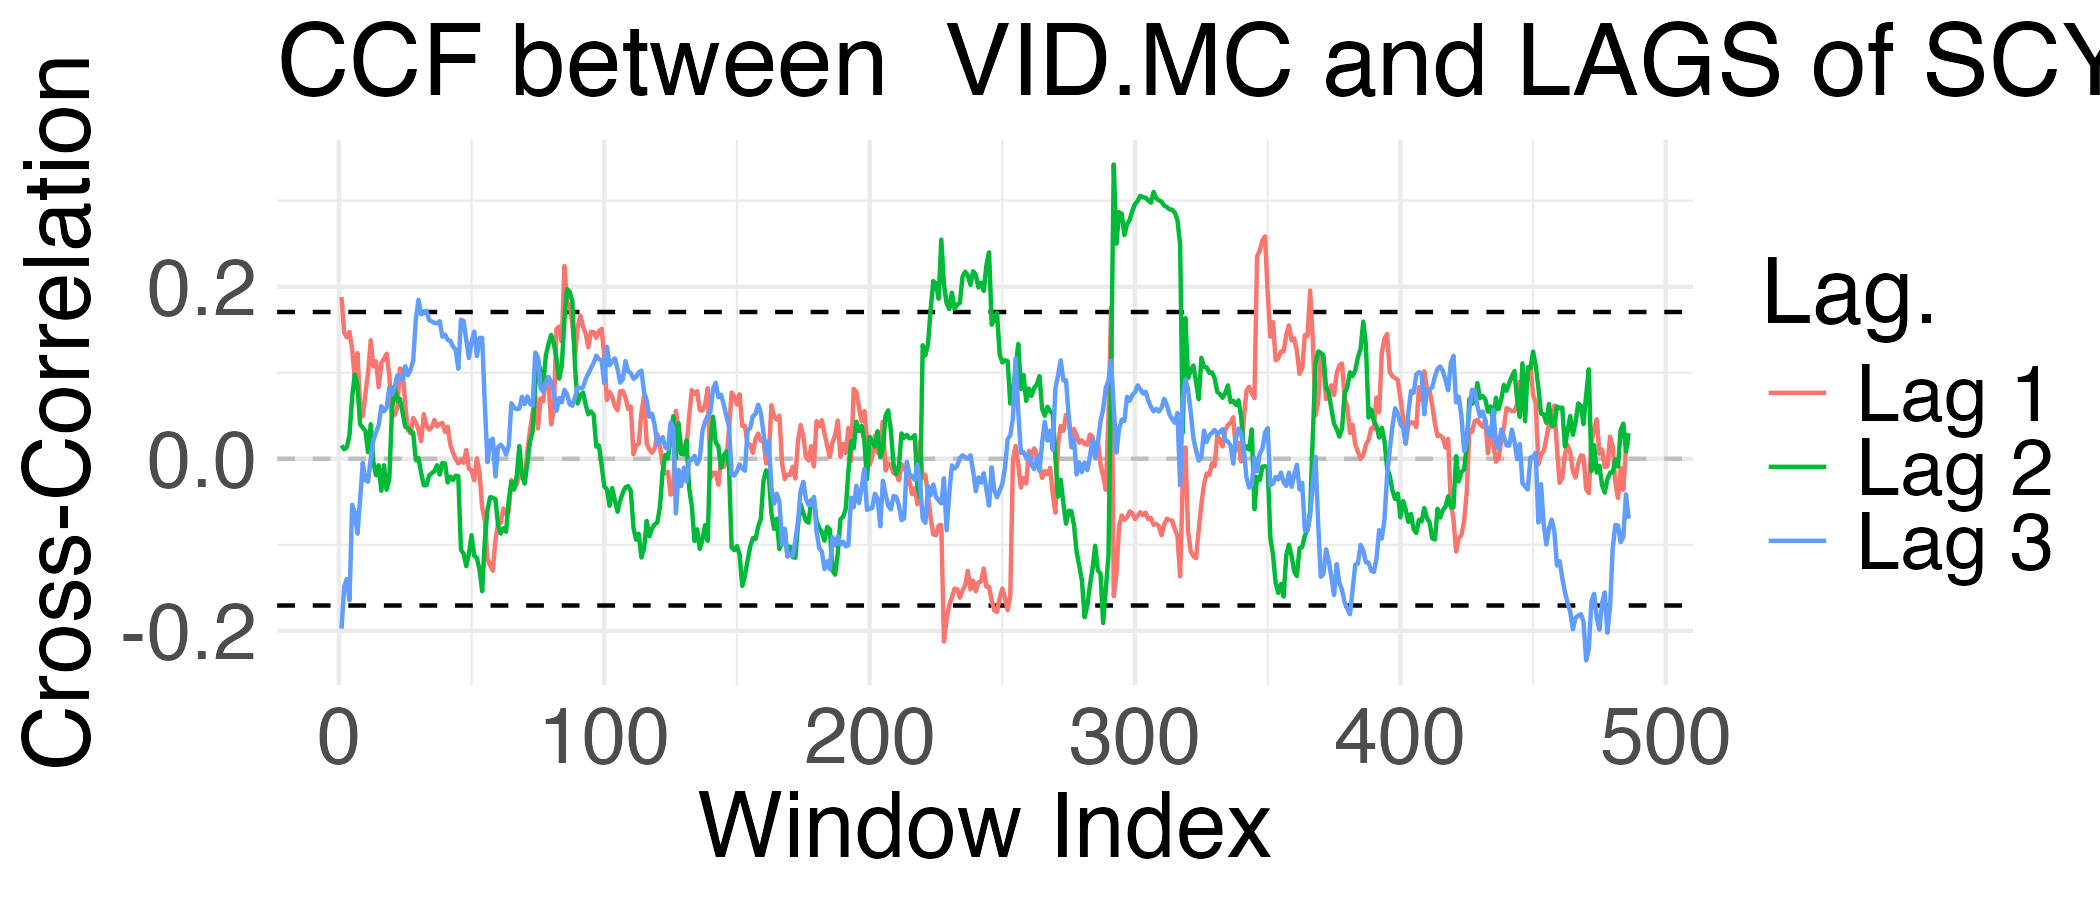 CCF between  VID.MC and LAGS of SCY
Cross-Correlation
0.2
0.0
-0.2
0
100
200
300
400
500
Window Index
Lag.
Lag 1
Lag 2
Lag 3